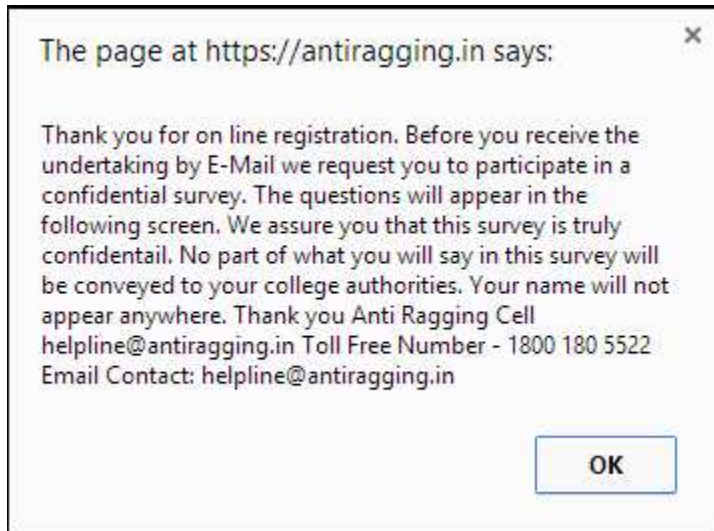 The page at https://antiragging.in says:
Thank you for on line registration. Before you receive the
undertaking by E-Mail we request you to participate in a
confidential survey. The questions will appear in the
following screen. We assure you that this survey is truly
confidentail. No part of what you will say in this survey will
be conveyed to your college authorities. Your name will not
appear anywhere. Thank you Anti Ragging Cell
helpline@antiragging.in Toll Free Number - 1800 180 5522
Email Contact: helpline@antiragging.in
OK